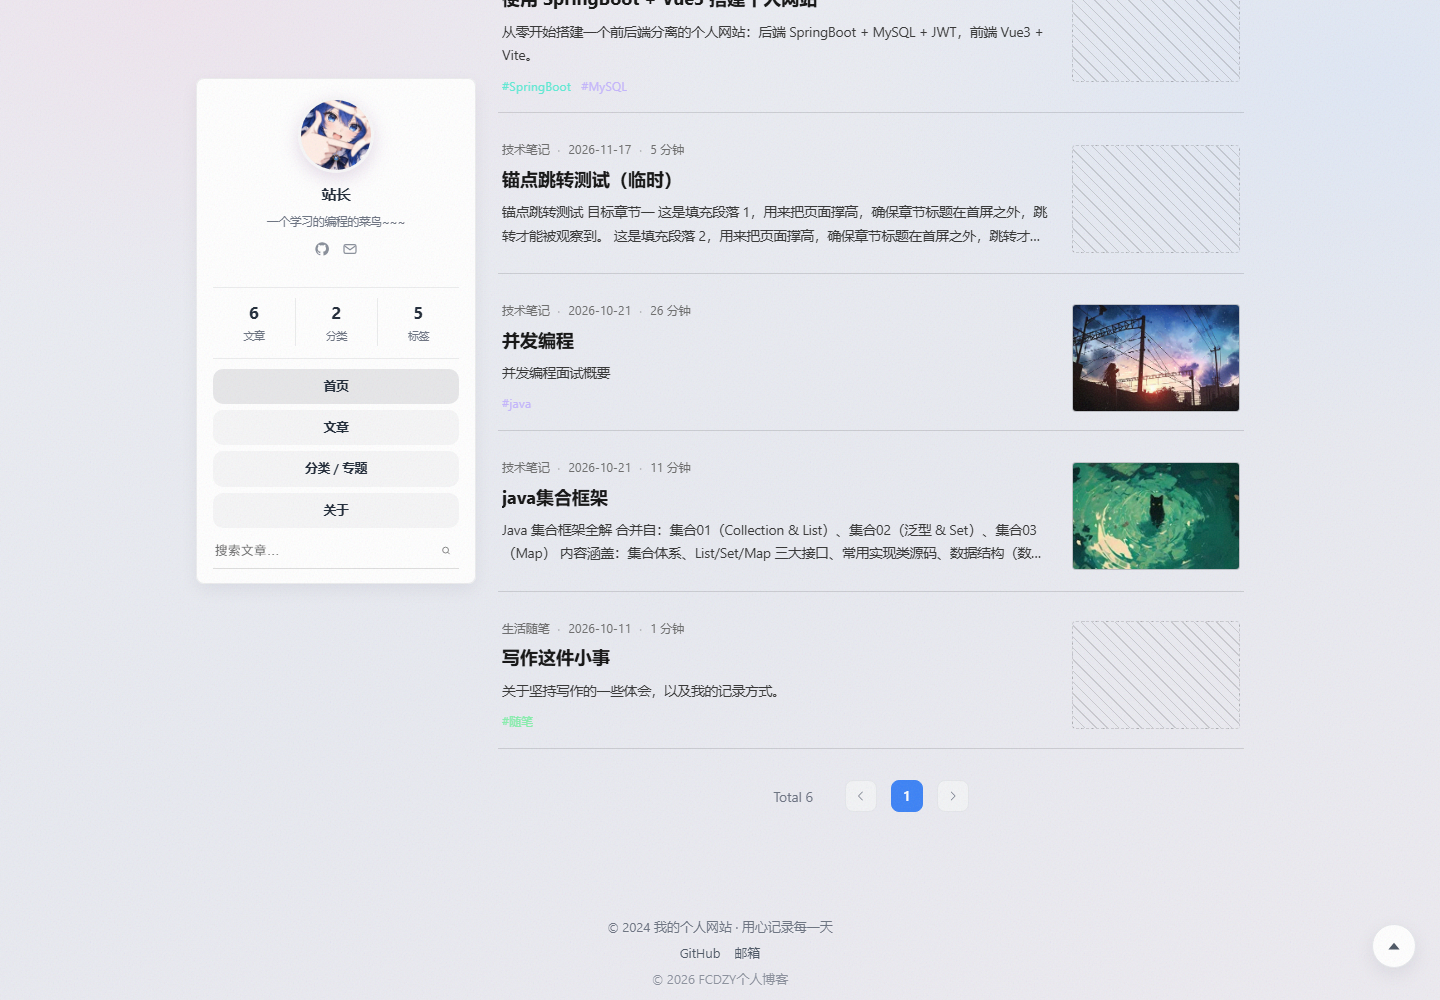 站长
一个学习的编程的菜鸟~~~
6
文章
2
分类
5
标签
首页
文章
分类 / 专题
关于
搜索文章...
使用 SpringBoot + Vue3 搭建个人网站
从零开始搭建一个前后端分离的个人网站：后端 SpringBoot + MySQL + JWT，前端 Vue3 +
Vite。
#SpringBoot #MySQL
技术笔记 · 2026-11-17 · 5 分钟
锚点跳转测试（临时）
锚点跳转测试 目标章节一 这是填充段落 1，用来把页面撑高，确保章节标题在首屏之外，跳
转才能被观察到。 这是填充段落 2，用来把页面撑高，确保章节标题在首屏之外，跳转才...
技术笔记 · 2026-10-21 · 26 分钟
并发编程
并发编程面试概要
#java
技术笔记 · 2026-10-21 · 11 分钟
java集合框架
Java 集合框架全解 合并自：集合01（Collection & List）、集合02（泛型 & Set）、集合03
（Map） 内容涵盖：集合体系、List/Set/Map 三大接口、常用实现类源码、数据结构（数...
生活随笔 · 2026-10-11 · 1 分钟
写作这件小事
关于坚持写作的一些体会，以及我的记录方式。
#随笔
Total 6
1
© 2024 我的个人网站 · 用心记录每一天
GitHub 邮箱
© 2026 FCDZY个人博客